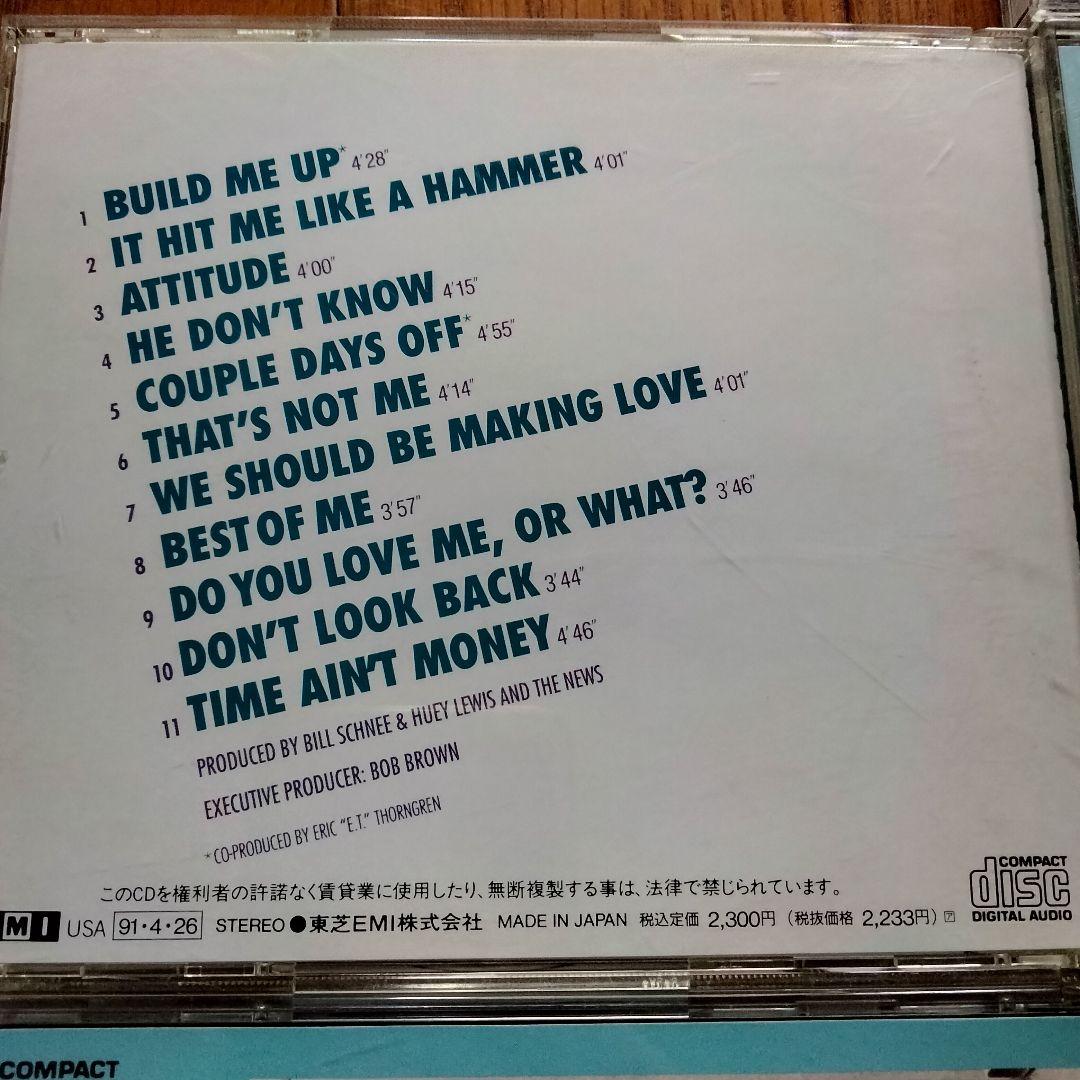 1 BUILD ME UP* 4'28"
2 IT HIT ME LIKE A HAMMER 4'01"
3 ATTITUDE 4'00"
4 HE DON'T KNOW 4'15"
5 COUPLE DAYS OFF* 4'55"
6 THAT'S NOT ME 4'14"
7 WE SHOULD BE MAKING LOVE 4'01"
8 BEST OF ME 3'57"
9 DO YOU LOVE ME, OR WHAT? 3'46"
10 DON'T LOOK BACK 3'44"
11 TIME AIN'T MONEY 4'46"
PRODUCED BY BILL SCHNEE & HUEY LEWIS AND THE NEWS
EXECUTIVE PRODUCER: BOB BROWN
*CO-PRODUCED BY ERIC "E.T." THORNGREN
このCDを権利者の許諾なく賃貸業に使用したり、無断複製する事は、法律で禁じられています。
MI USA 91・4・26 STEREO ●東芝EMI株式会社 MADE IN JAPAN 税込定価 2,300円 (税抜価格 2,233円) ア
COMPACT
disc
DIGITAL AUDIO
COMPACT